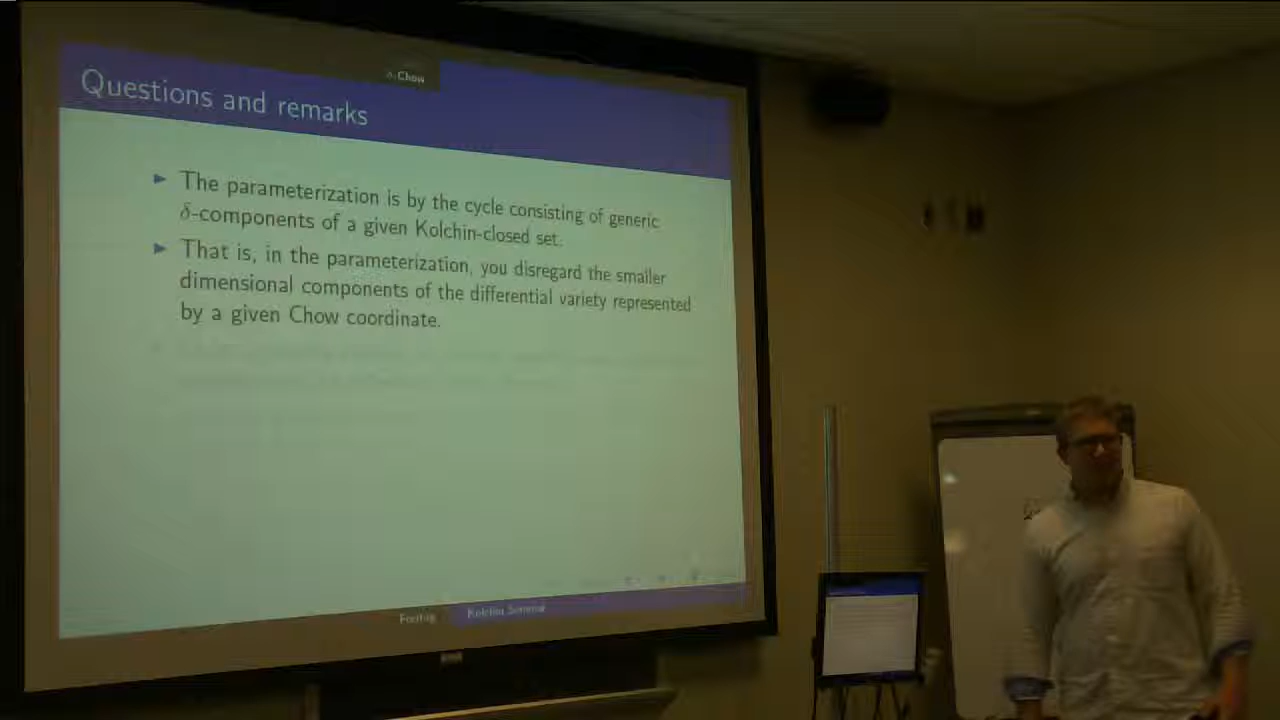 δ-Chow
Questions and remarks
The parameterization is by the cycle consisting of generic
δ-components of a given Kolchin-closed set.
That is, in the parameterization, you disregard the smaller
dimensional components of the differential variety represented
by a given Chow coordinate.
Freitag Kolchin Seminar